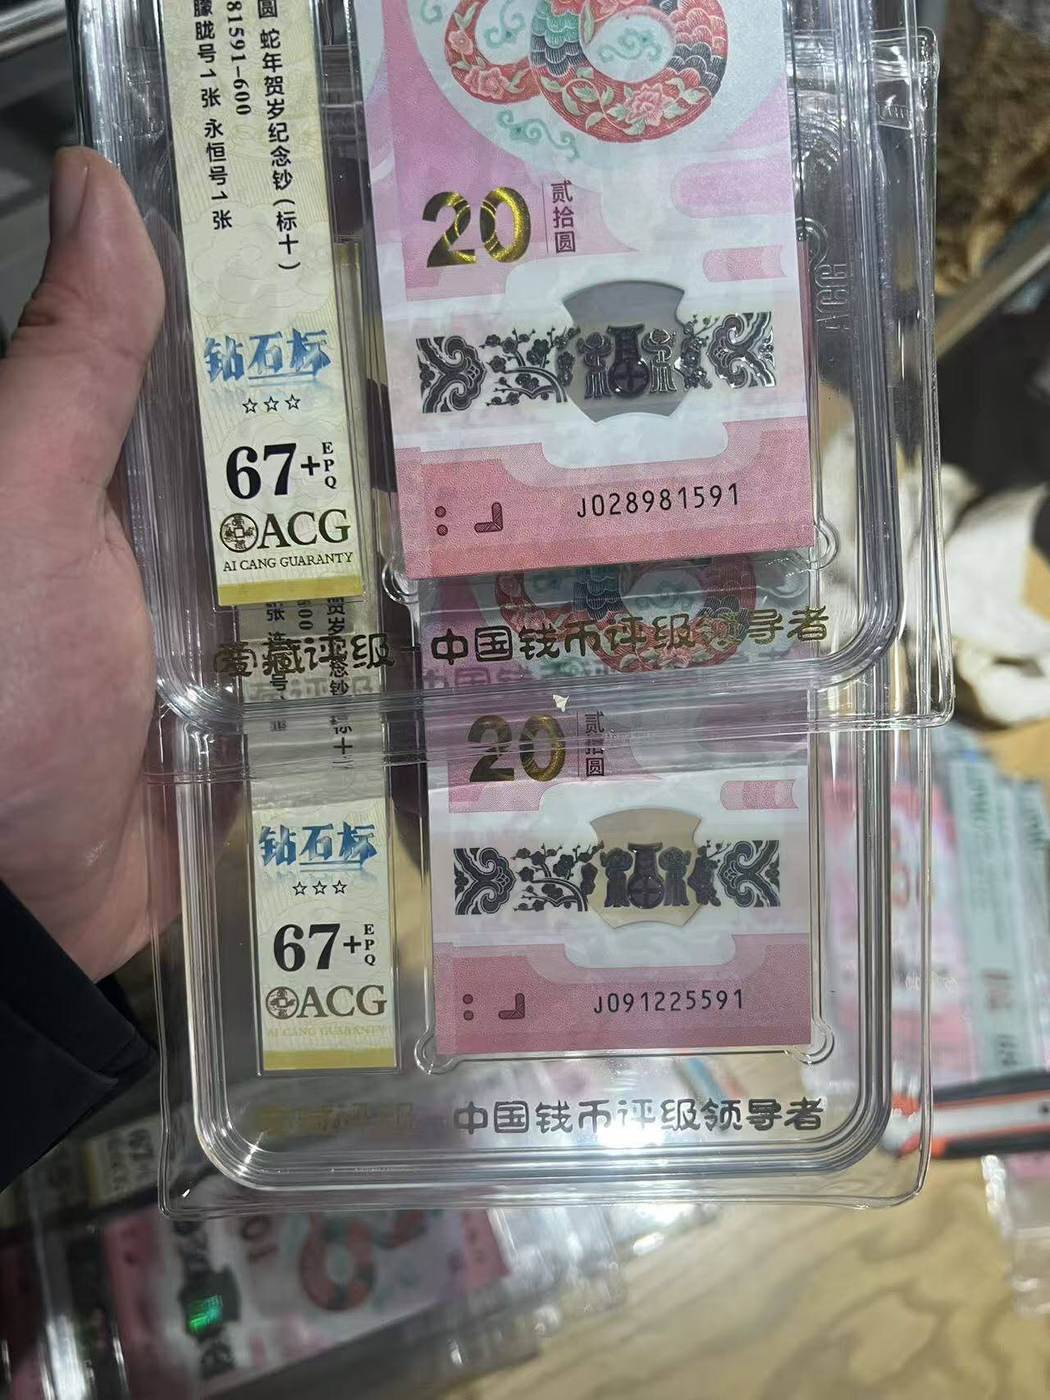 圆 蛇年贺岁纪念钞（标十）
81591-600
朦胧号1张 永恒号1张
钻石标
☆☆☆
67+EPQ
ACG
AI CANG GUARANTY
20
贰拾圆
J028981591
爱藏评级 - 中国钱币评级领导者
ACG
20
贰拾圆
钻石标
☆☆☆
67+EPQ
ACG
AI CANG GUARANTY
J091225591
中国钱币评级领导者